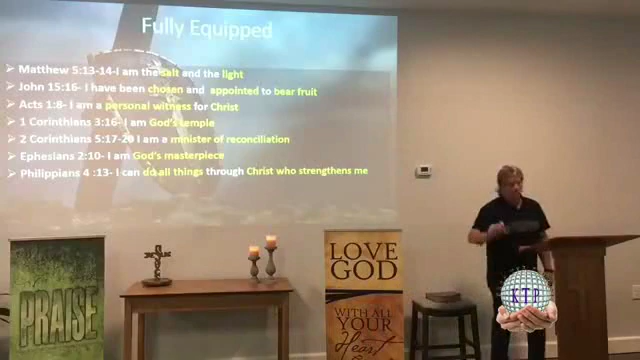 Fully Equipped
➢ Matthew 5:13-14-I am the salt and the light
➢ John 15:16- I have been chosen and appointed to bear fruit
➢ Acts 1:8- I am a personal witness for Christ
➢ 1 Corinthians 3:16- I am God's temple
➢ 2 Corinthians 5:17-20 I am a minister of reconciliation
➢ Ephesians 2:10- I am God's masterpiece
➢ Philippians 4 :13- I can do all things through Christ who strengthens me
PRAISE
LOVE
GOD
WITH ALL
YOUR
Heart
KTP